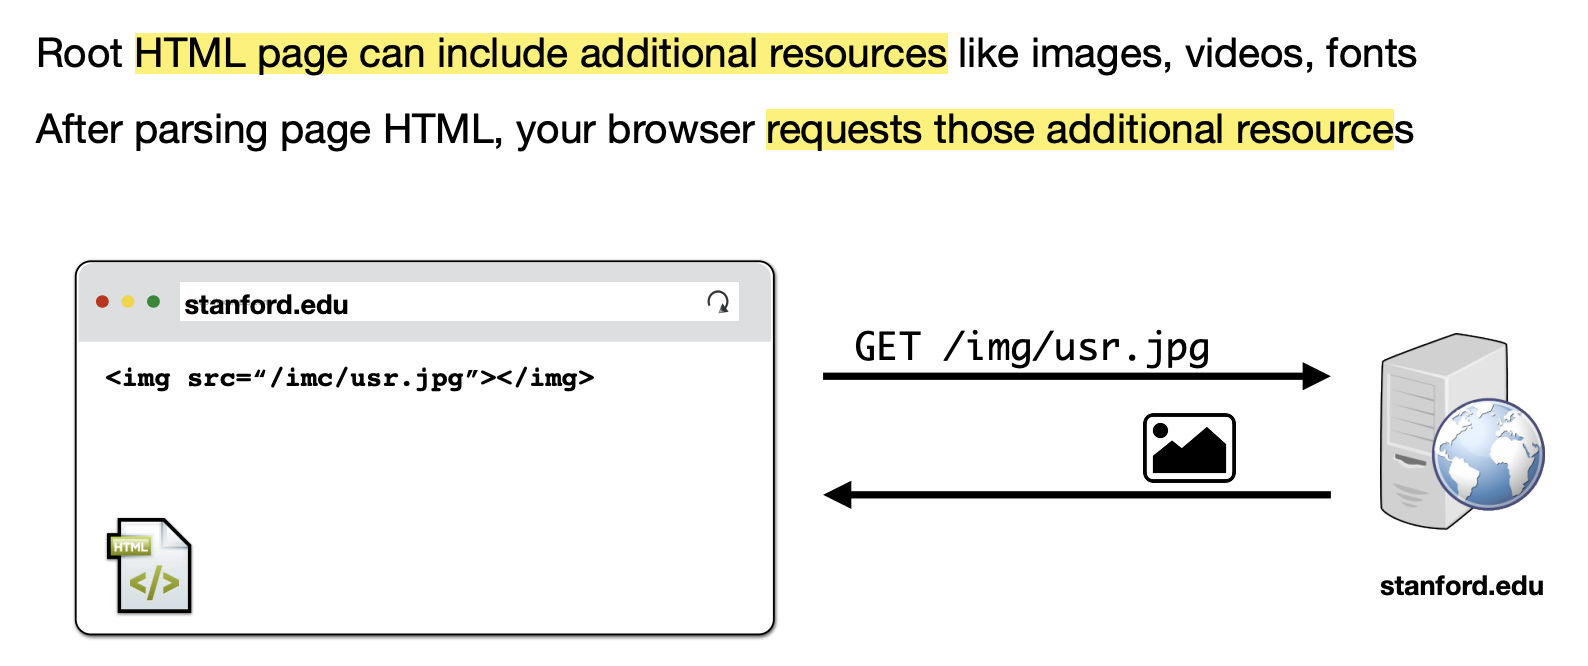 Root HTML page can include additional resources like images, videos, fonts
After parsing page HTML, your browser requests those additional resources
stanford.edu
<img src=“/imc/usr.jpg”></img>
GET /img/usr.jpg
HTML
</>
stanford.edu